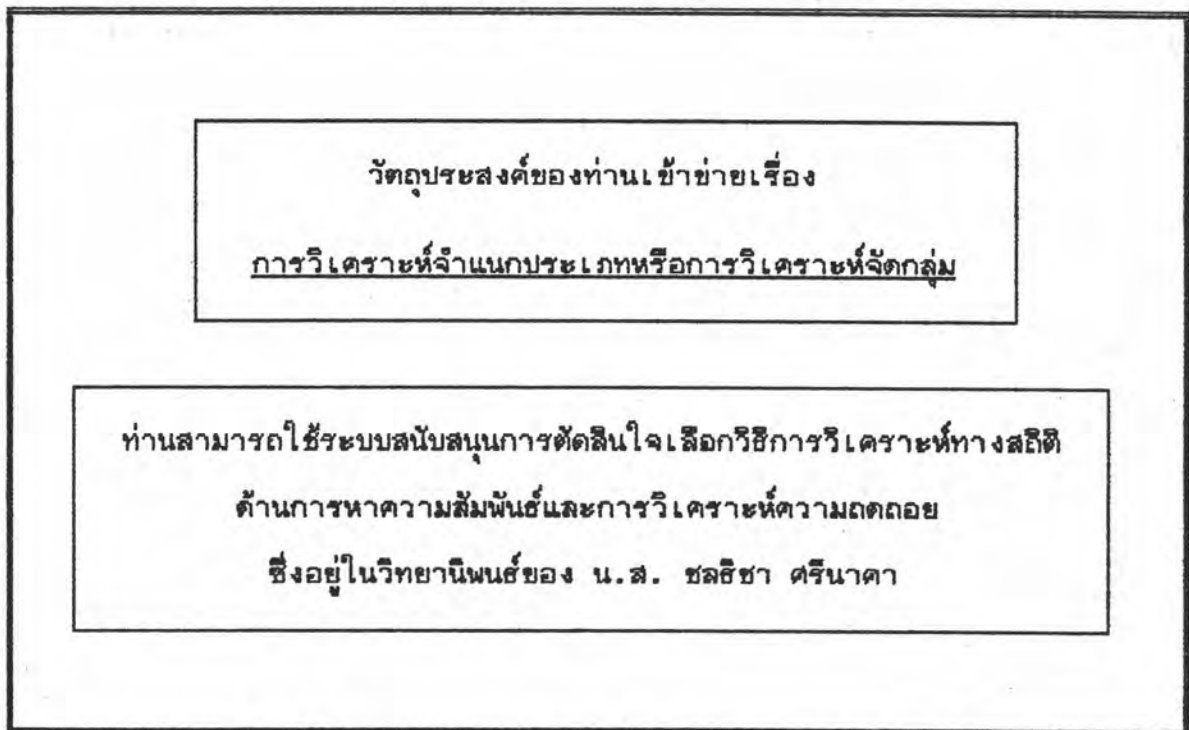 วัตถุประสงค์ของท่านเข้าข่ายเรื่อง
การวิเคราะห์จำแนกประเภทหรือการวิเคราะห์จัดกลุ่ม
ท่านสามารถใช้ระบบสนับสนุนการตัดสินใจเลือกวิธีการวิเคราะห์ทางสถิติ
ด้านการหาความสัมพันธ์และการวิเคราะห์ความถดถอย
ซึ่งอยู่ในวิทยานิพนธ์ของ น.ส. ชลธิชา ศรีนาคา